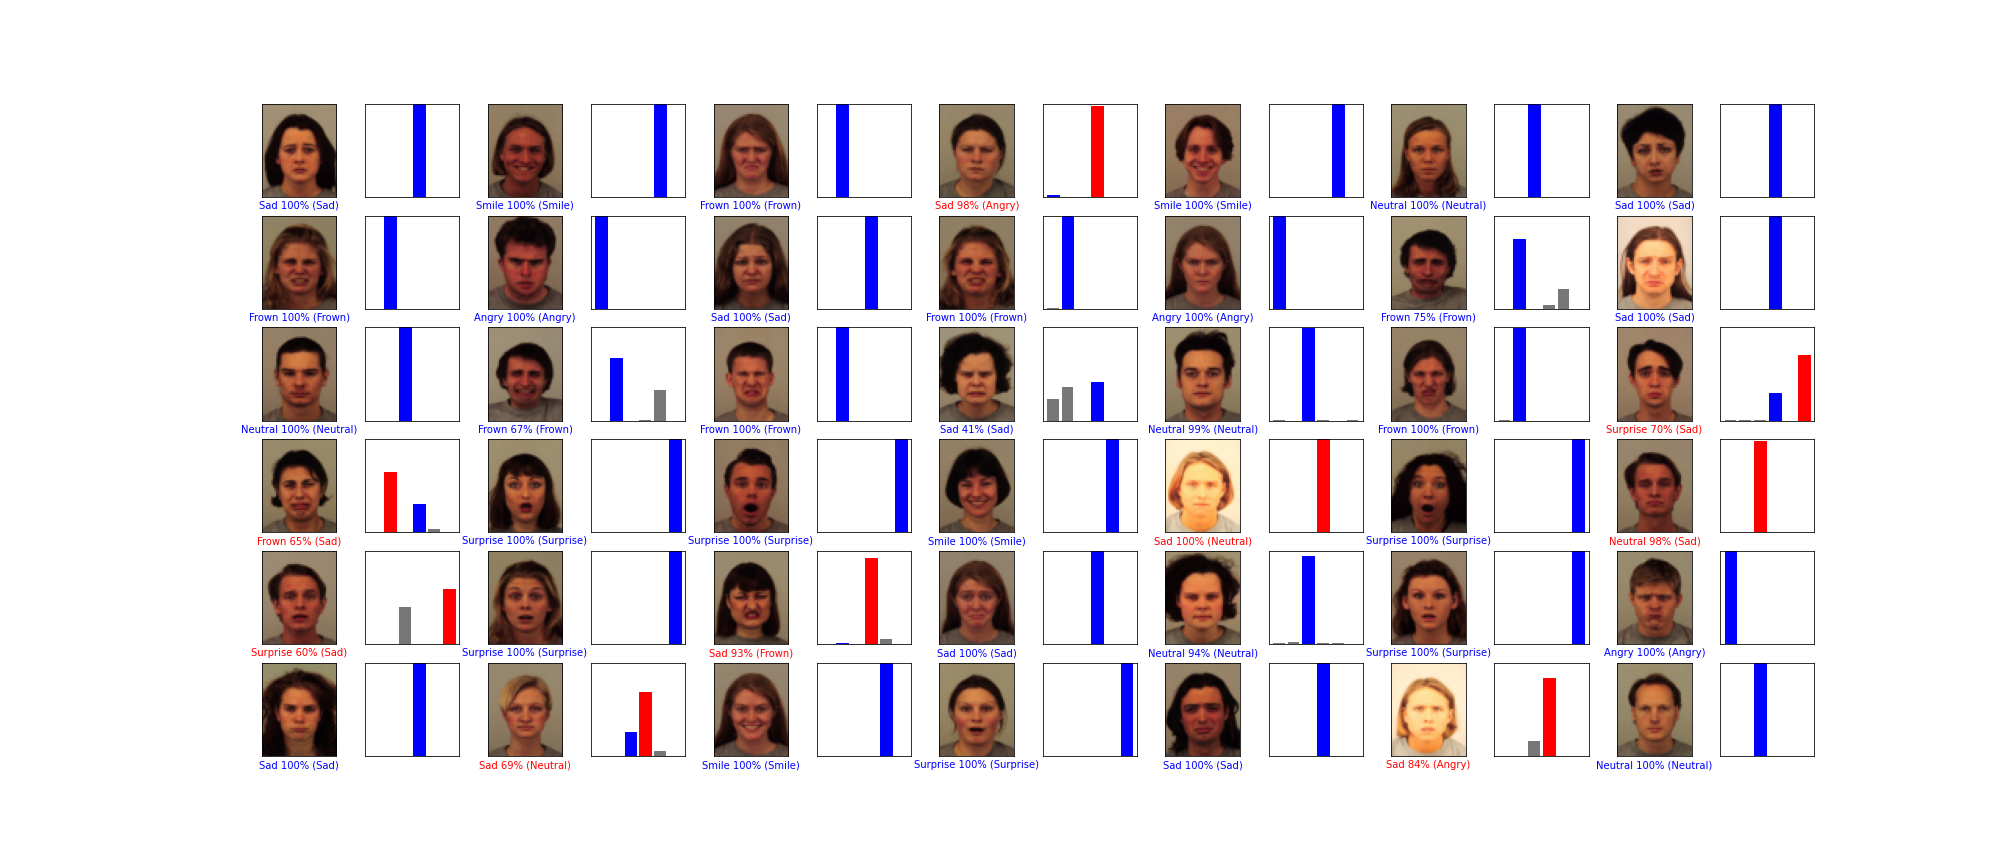 Sad 100% (Sad)
Smile 100% (Smile)
Frown 100% (Frown)
Sad 98% (Angry)
Smile 100% (Smile)
Neutral 100% (Neutral)
Sad 100% (Sad)
Frown 100% (Frown)
Angry 100% (Angry)
Sad 100% (Sad)
Frown 100% (Frown)
Angry 100% (Angry)
Frown 75% (Frown)
Sad 100% (Sad)
Neutral 100% (Neutral)
Frown 67% (Frown)
Frown 100% (Frown)
Sad 41% (Sad)
Neutral 99% (Neutral)
Frown 100% (Frown)
Surprise 70% (Sad)
Frown 65% (Sad)
Surprise 100% (Surprise)
Surprise 100% (Surprise)
Smile 100% (Smile)
Sad 100% (Neutral)
Surprise 100% (Surprise)
Neutral 98% (Sad)
Surprise 60% (Sad)
Surprise 100% (Surprise)
Sad 93% (Frown)
Sad 100% (Sad)
Neutral 94% (Neutral)
Surprise 100% (Surprise)
Angry 100% (Angry)
Sad 100% (Sad)
Sad 69% (Neutral)
Smile 100% (Smile)
Surprise 100% (Surprise)
Sad 100% (Sad)
Sad 84% (Angry)
Neutral 100% (Neutral)